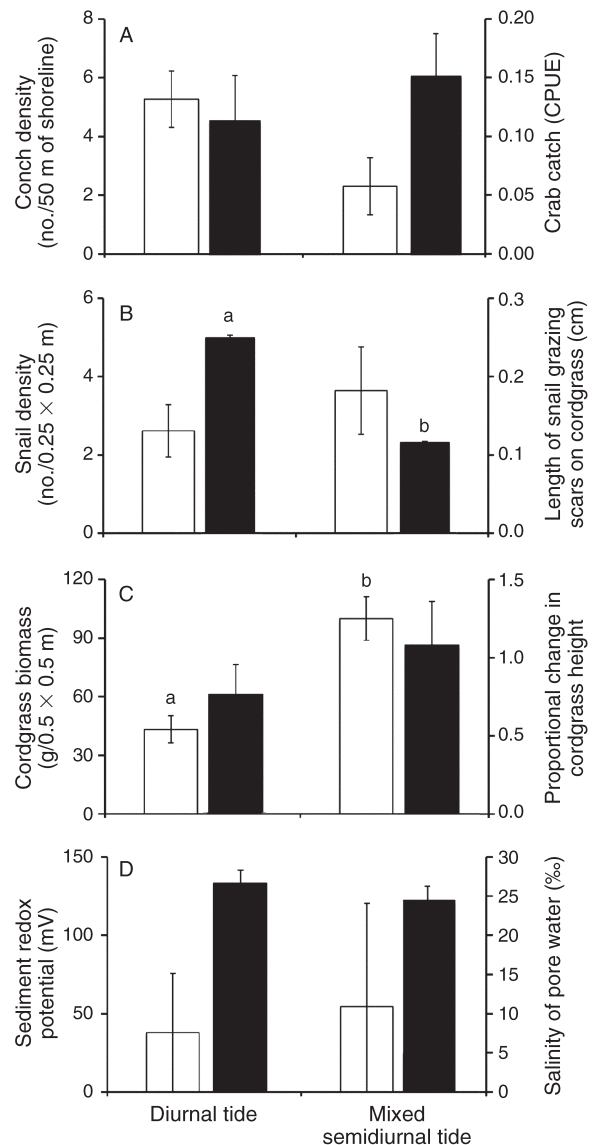 A
Conch density
(no./50 m of shoreline)
8
6
4
2
0
0.20
0.15
0.10
0.05
0.00
Crab catch (CPUE)
B
Snail density
(no./0.25 × 0.25 m)
6
4
2
0
a
b
0.3
0.2
0.1
0.0
Length of snail grazing
scars on cordgrass (cm)
C
Cordgrass biomass
(g/0.5 × 0.5 m)
120
90
60
30
0
a
b
1.5
1.0
0.5
0.0
Proportional change in
cordgrass height
D
Sediment redox
potential (mV)
150
100
50
0
30
25
20
15
10
5
0
Salinity of pore water (‰)
Diurnal tide
Mixed
semidiurnal tide